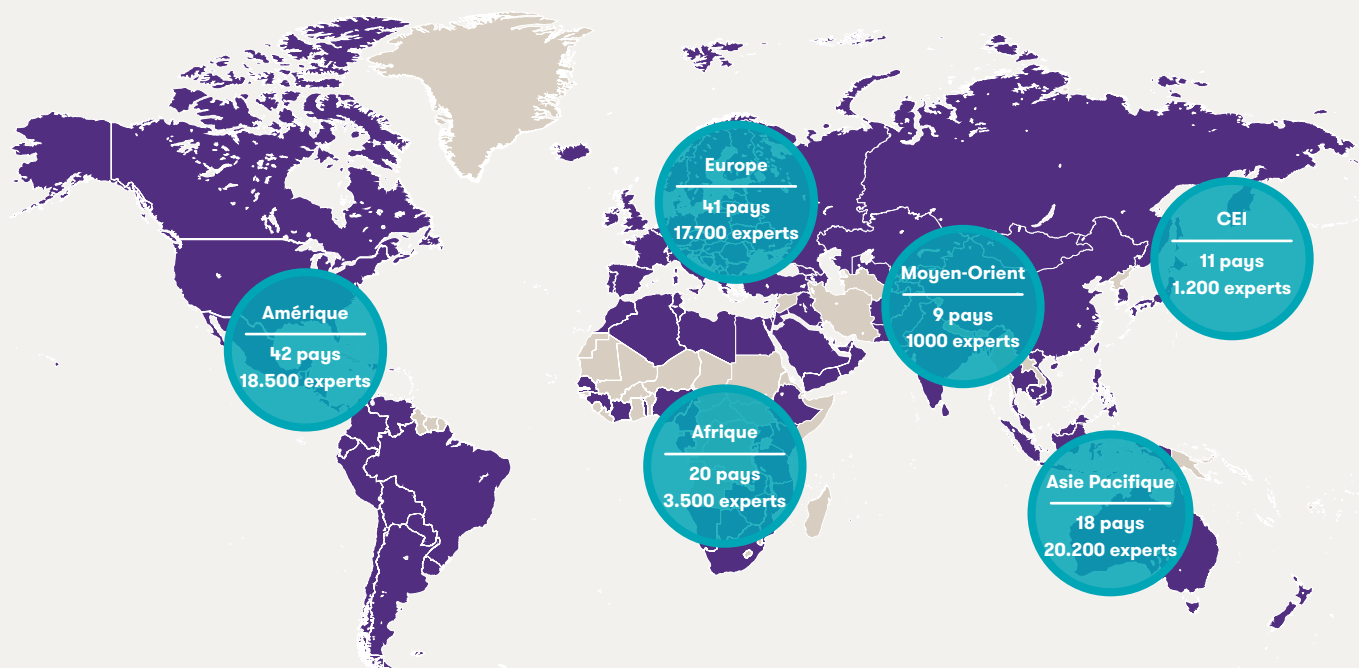 Europe
41 pays
17.700 experts
CEI
11 pays
1.200 experts
Moyen-Orient
9 pays
1000 experts
Amérique
42 pays
18.500 experts
Afrique
20 pays
3.500 experts
Asie Pacifique
18 pays
20.200 experts